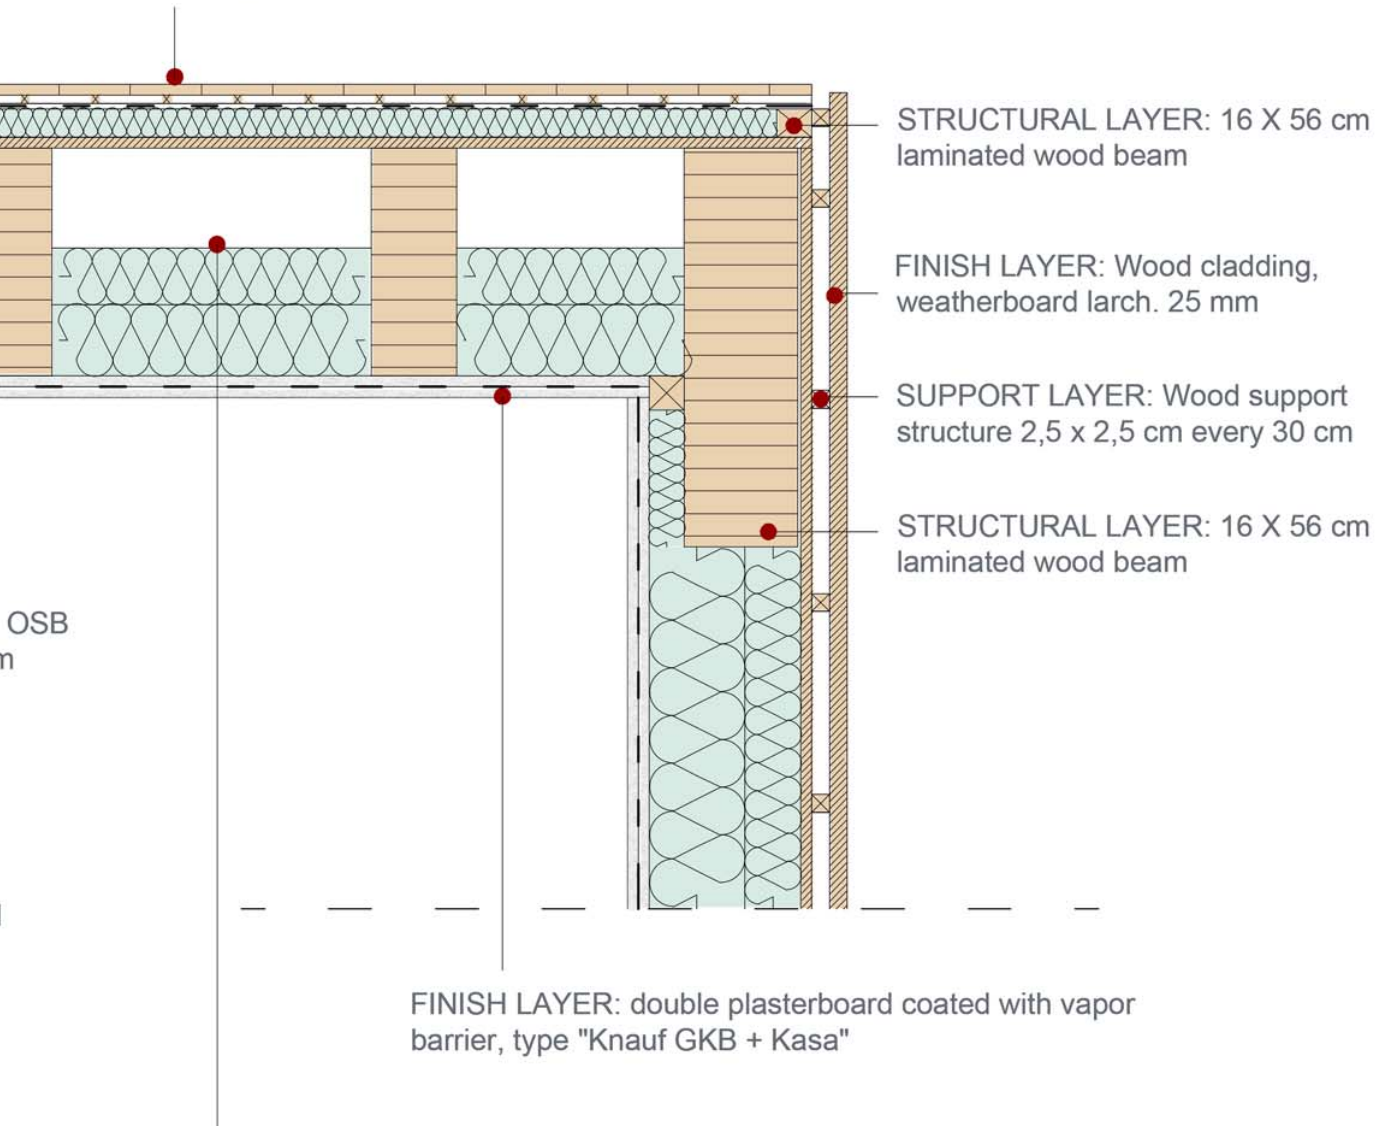 STRUCTURAL LAYER: 16 X 56 cm
laminated wood beam
FINISH LAYER: Wood cladding,
weatherboard larch. 25 mm
SUPPORT LAYER: Wood support
structure 2,5 x 2,5 cm every 30 cm
STRUCTURAL LAYER: 16 X 56 cm
laminated wood beam
OSB
m
FINISH LAYER: double plasterboard coated with vapor
barrier, type "Knauf GKB + Kasa"